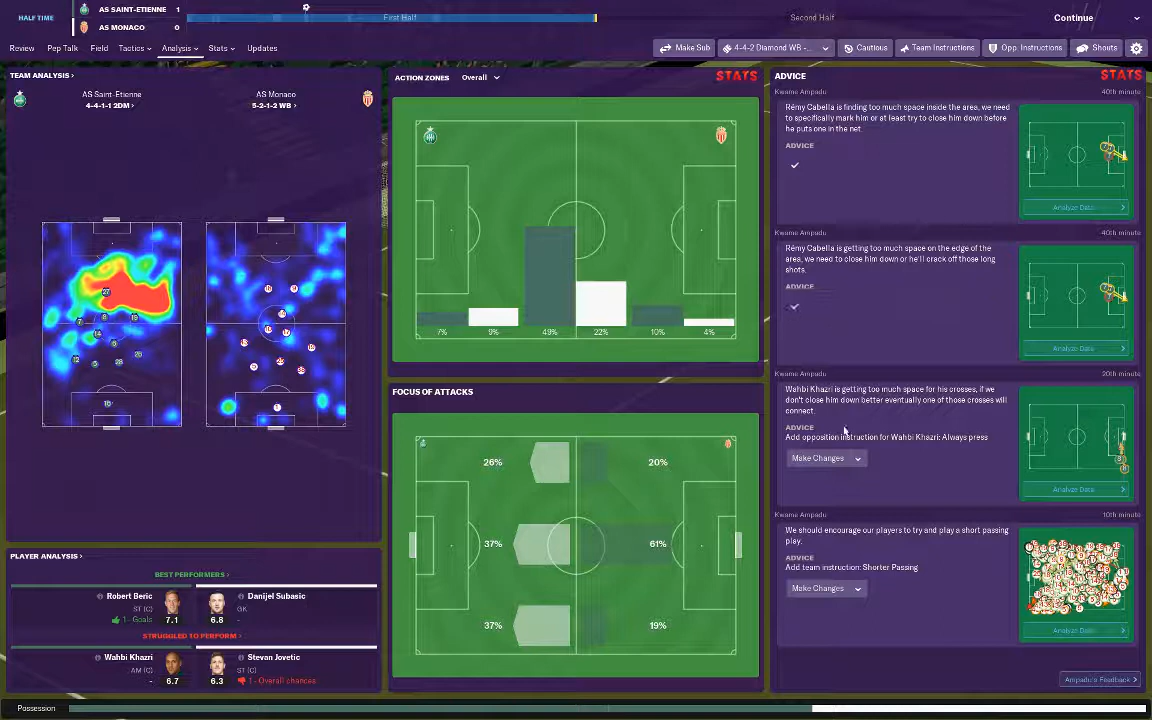 HALF TIME
AS SAINT-ETIENNE 1
AS MONACO 0
First Half
Second Half
Continue
Review Pep Talk Field Tactics Analysis Stats Updates
Make Sub
4-4-2 Diamond WB -...
Cautious
Team Instructions
Opp. Instructions
Shouts
TEAM ANALYSIS >
AS Saint-Etienne
4-4-1-1 2DM >
AS Monaco
5-2-1-2 WB >
ACTION ZONES Overall
STATS
7% 9% 49% 22% 10% 4%
FOCUS OF ATTACKS
26% 20%
37% 61%
37% 19%
PLAYER ANALYSIS >
BEST PERFORMERS >
Robert Beric
ST (C)
1 - Goals
7.1
Danijel Subasic
GK
6.8
-
STRUGGLED TO PERFORM >
Wahbi Khazri
AM (C)
-
6.7
Stevan Jovetic
ST (C)
6.3
1 - Overall chances
ADVICE
STATS
Kwame Ampadu 40th minute
Rémy Cabella is finding too much space inside the area, we need
to specifically mark him or at least try to close him down before
he puts one in the net.
ADVICE
Analyze Data >
Kwame Ampadu 40th minute
Rémy Cabella is getting too much space on the edge of the
area, we need to close him down or he'll crack off those long
shots.
ADVICE
Analyze Data >
Kwame Ampadu 20th minute
Wahbi Khazri is getting too much space for his crosses, if we
don't close him down better eventually one of those crosses will
connect.
ADVICE
Add opposition instruction for Wahbi Khazri: Always press
Make Changes
Analyze Data >
Kwame Ampadu 10th minute
We should encourage our players to try and play a short passing
play.
ADVICE
Add team instruction: Shorter Passing
Make Changes
Analyze Data >
Ampadu's Feedback >
Possession